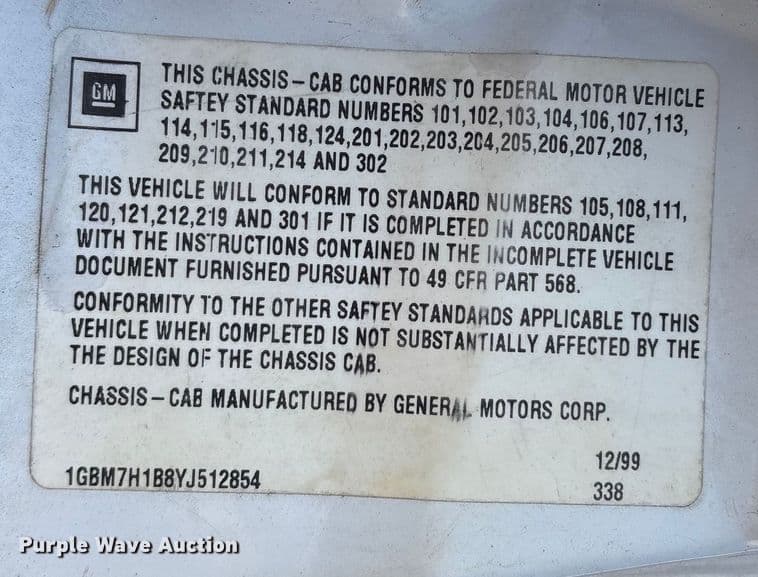 GM
THIS CHASSIS-CAB CONFORMS TO FEDERAL MOTOR VEHICLE
SAFTEY STANDARD NUMBERS 101,102,103,104,106,107,113,
114,115,116,118,124,201,202,203,204,205,206,207,208,
209,210,211,214 AND 302
THIS VEHICLE WILL CONFORM TO STANDARD NUMBERS 105,108,111,
120,121,212,219 AND 301 IF IT IS COMPLETED IN ACCORDANCE
WITH THE INSTRUCTIONS CONTAINED IN THE INCOMPLETE VEHICLE
DOCUMENT FURNISHED PURSUANT TO 49 CFR PART 568.
CONFORMITY TO THE OTHER SAFTEY STANDARDS APPLICABLE TO THIS
VEHICLE WHEN COMPLETED IS NOT SUBSTANTIALLY AFFECTED BY THE
THE DESIGN OF THE CHASSIS CAB.
CHASSIS-CAB MANUFACTURED BY GENERAL MOTORS CORP.
12/99
1GBM7H1B8YJ512854
338
Purple Wave Auction